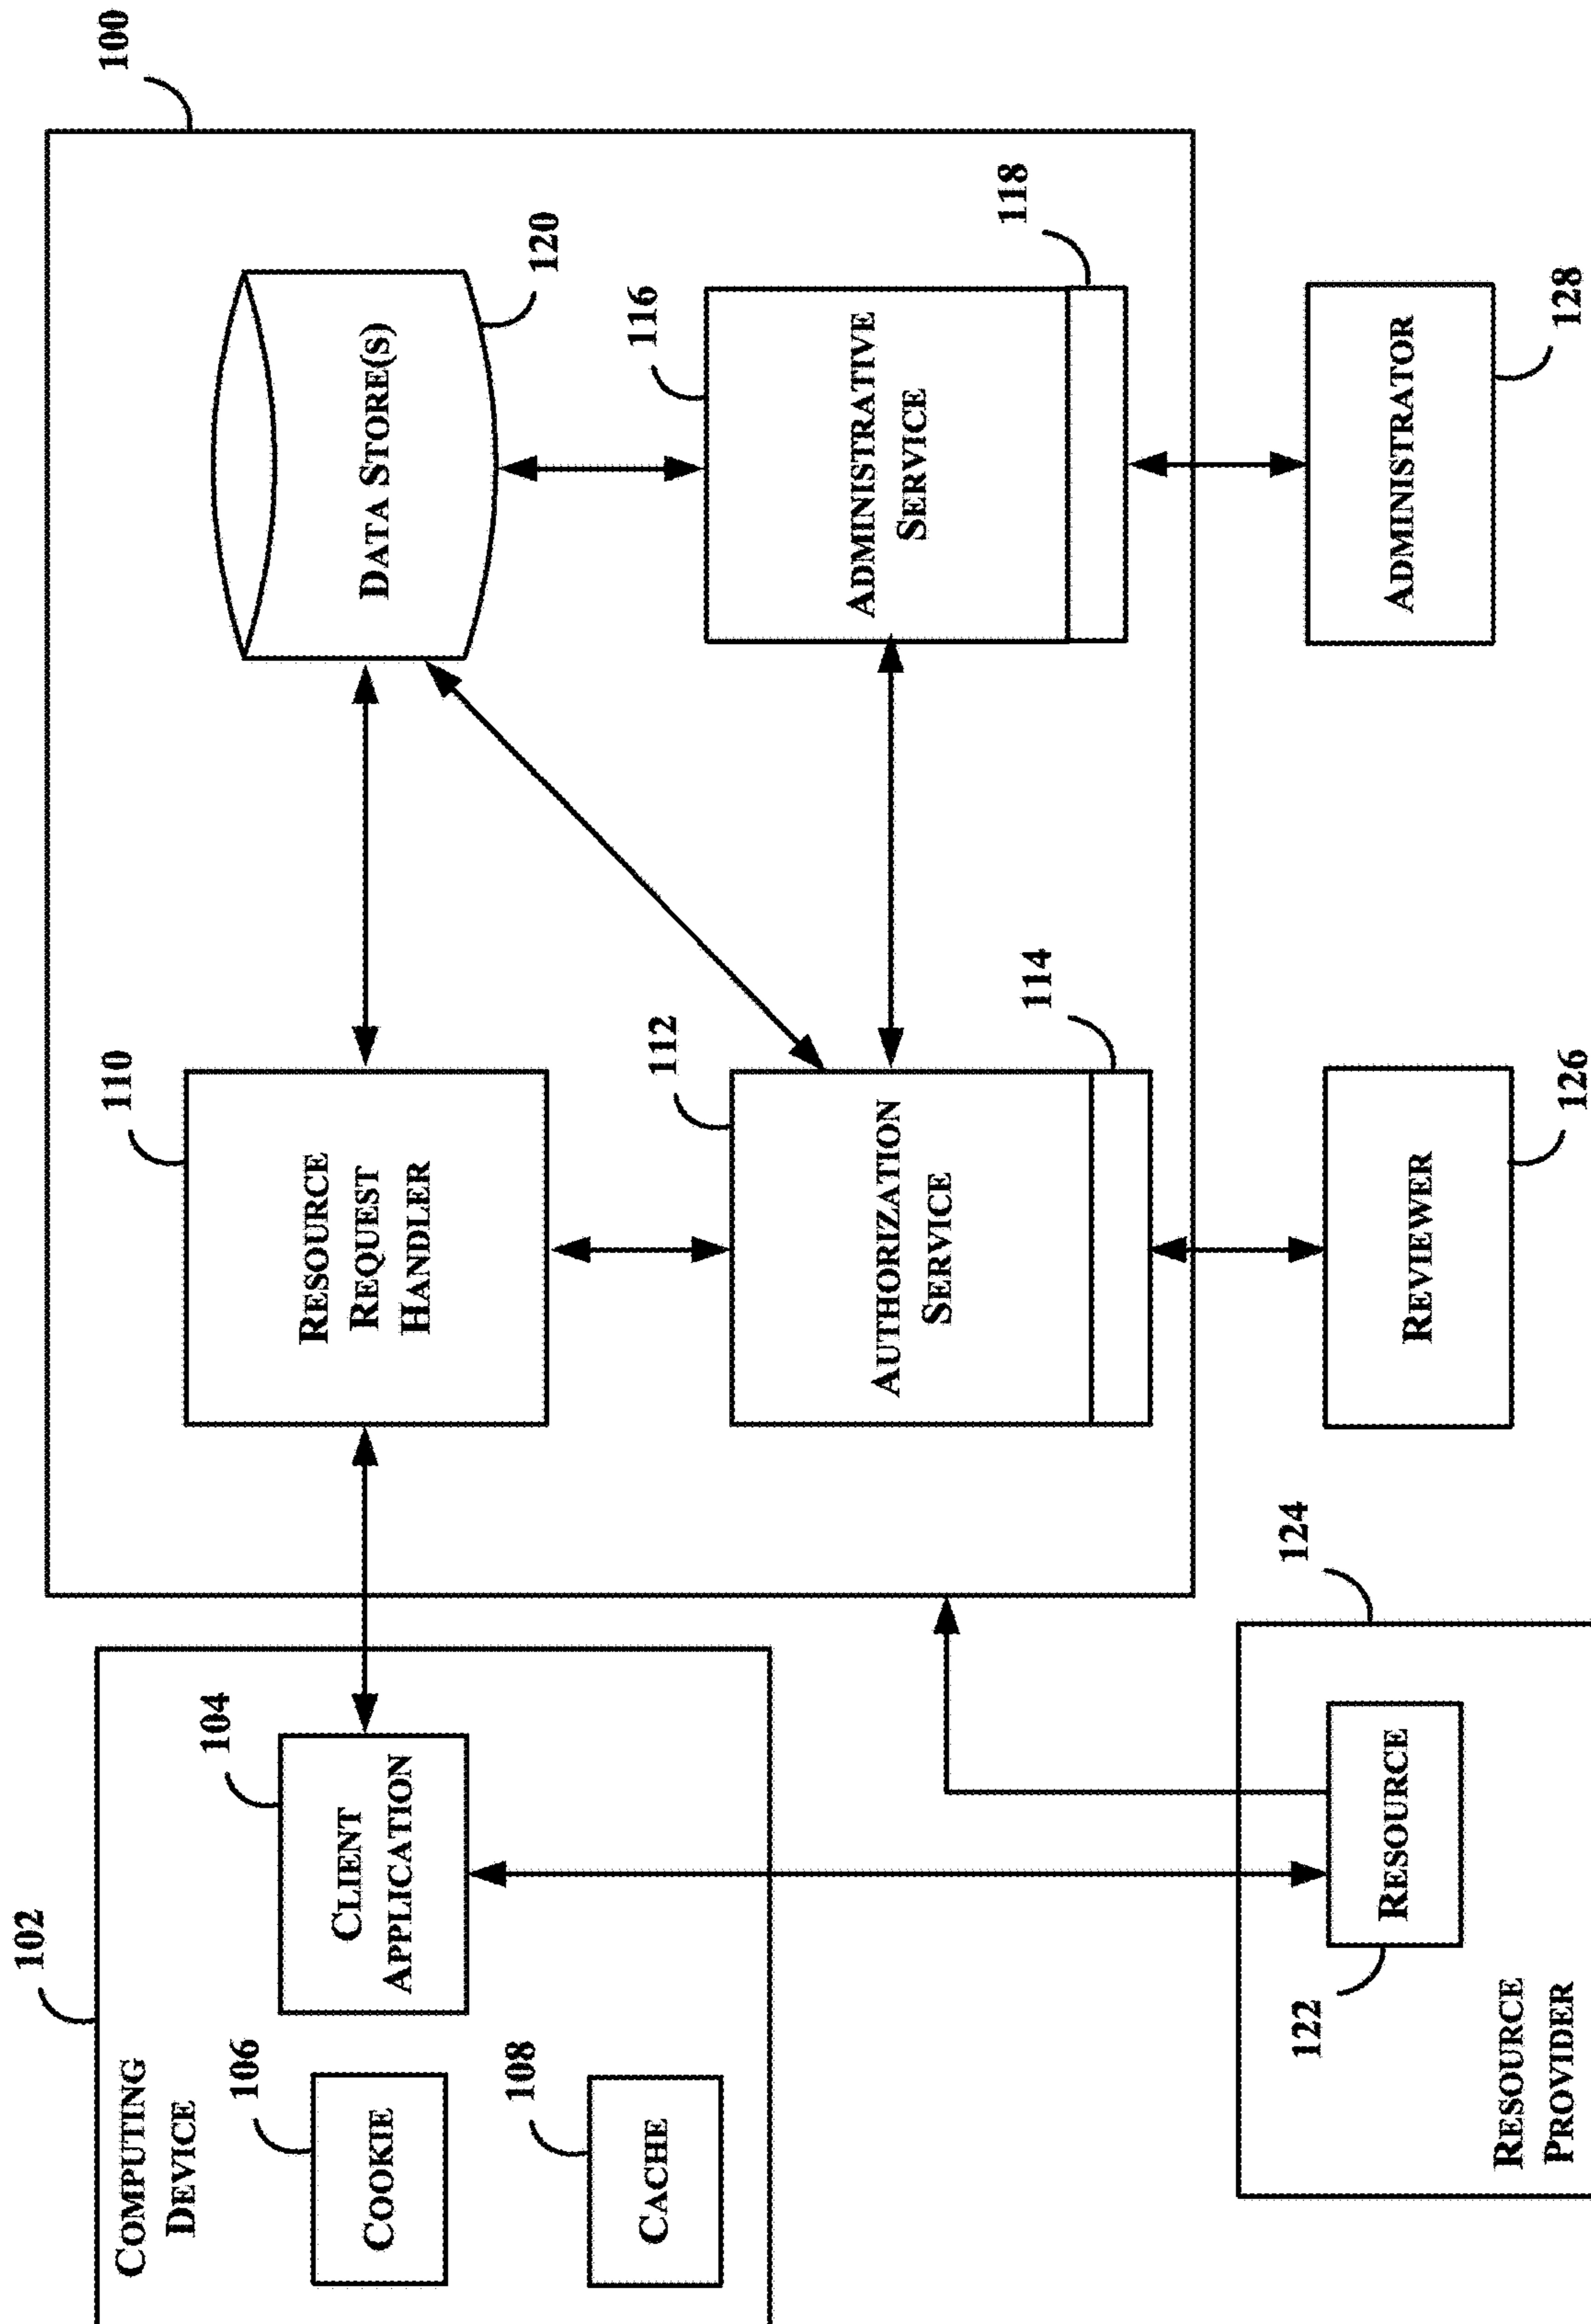 100
102
COMPUTING
DEVICE
104
CLIENT
APPLICATION
106
COOKIE
108
CACHE
110
RESOURCE
REQUEST
HANDLER
120
DATA STORE(S)
112
AUTHORIZATION
SERVICE
114
116
ADMINISTRATIVE
SERVICE
118
124
RESOURCE
122
RESOURCE
PROVIDER
REVIEWER
126
ADMINISTRATOR
128